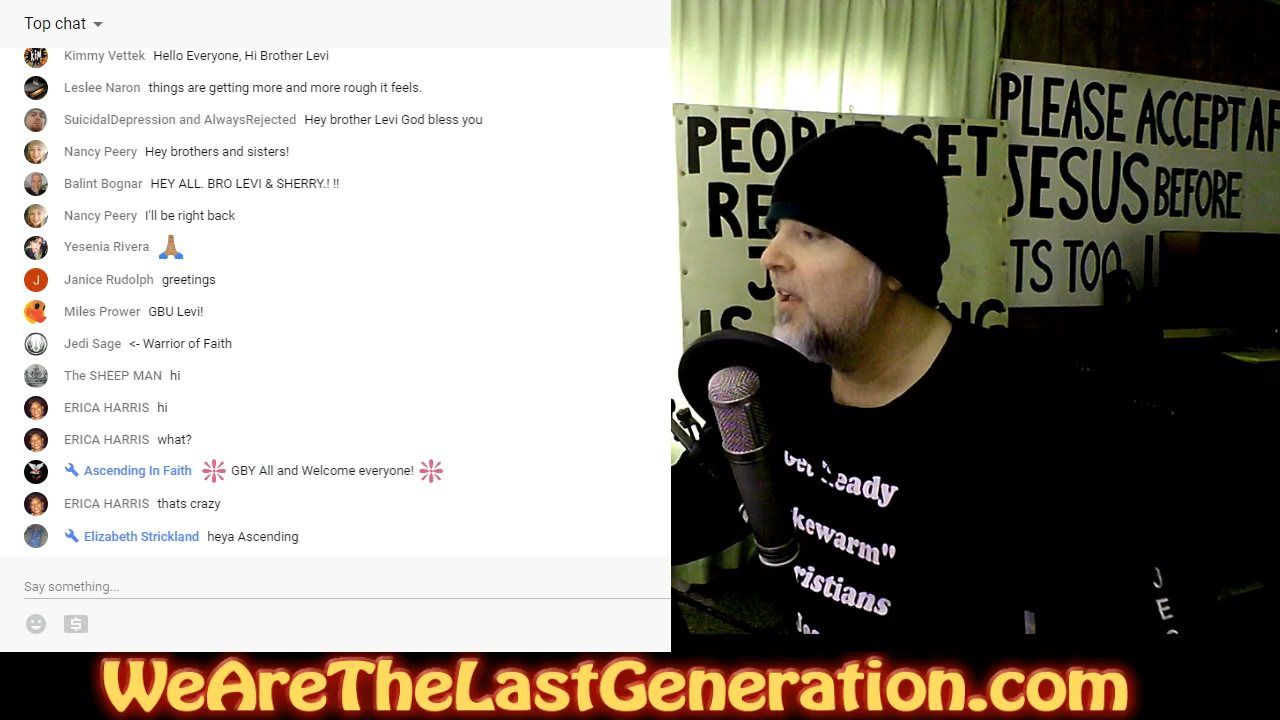 Top chat
Kimmy Vettek Hello Everyone, Hi Brother Levi
Leslee Naron things are getting more and more rough it feels.
SuicidalDepression and AlwaysRejected Hey brother Levi God bless you
Nancy Peery Hey brothers and sisters!
Balint Bognar HEY ALL. BRO LEVI & SHERRY.! !!
Nancy Peery I'll be right back
Yesenia Rivera
J Janice Rudolph greetings
Miles Prower GBU Levi!
Jedi Sage <- Warrior of Faith
The SHEEP MAN hi
ERICA HARRIS hi
ERICA HARRIS what?
Ascending In Faith GBY All and Welcome everyone!
ERICA HARRIS thats crazy
Elizabeth Strickland heya Ascending
Say something...
PLEASE ACCEPT
JESUS BEFORE
TS TOO
IS
Get Ready
kewarm"
ristians
WeAreTheLastGeneration.com